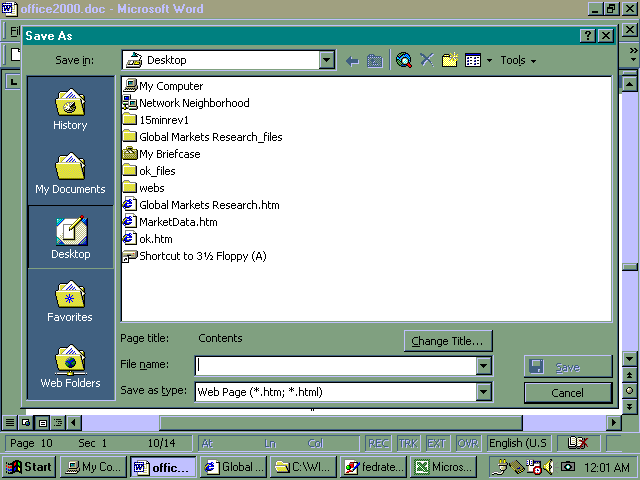 office2000.doc - Microsoft Word
Save As
Save in: Desktop
Tools
History
My Documents
Desktop
Favorites
Web Folders
My Computer
Network Neighborhood
15minrev1
Global Markets Research_files
My Briefcase
ok_files
webs
Global Markets Research.htm
MarketData.htm
ok.htm
Shortcut to 3½ Floppy (A)
Page title: Contents
Change Title...
File name:
Save
Save as type: Web Page (*.htm; *.html)
Cancel
Page 10 Sec 1 10/14 At Ln Col REC TRK EXT OVR English (U.S
Start My Co... offic... Global ... C:\WI... fedrate... Micros... 12:01 AM